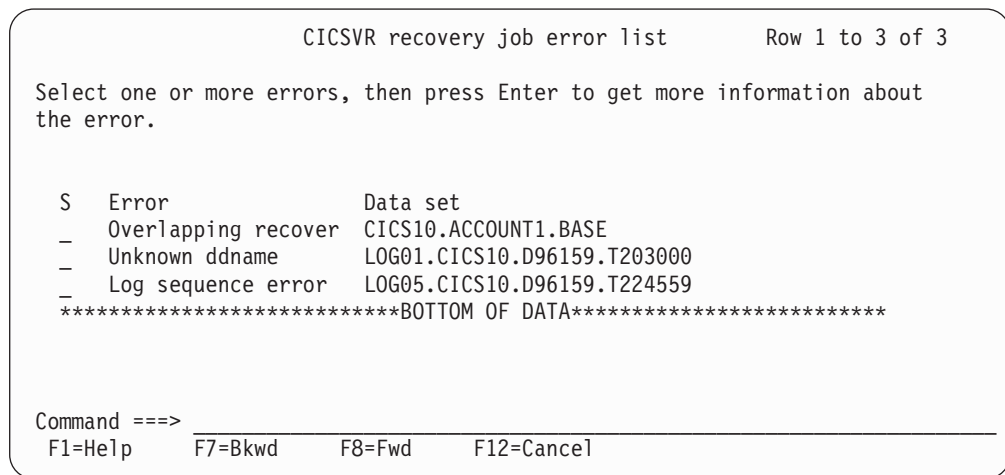 CICSVR recovery job error list Row 1 to 3 of 3
Select one or more errors, then press Enter to get more information about
the error.
S Error Data set
_ Overlapping recover CICS10.ACCOUNT1.BASE
_ Unknown ddname LOG01.CICS10.D96159.T203000
_ Log sequence error LOG05.CICS10.D96159.T224559
****************************BOTTOM OF DATA**************************
Command ===> __________________________________________________________________
F1=Help F7=Bkwd F8=Fwd F12=Cancel